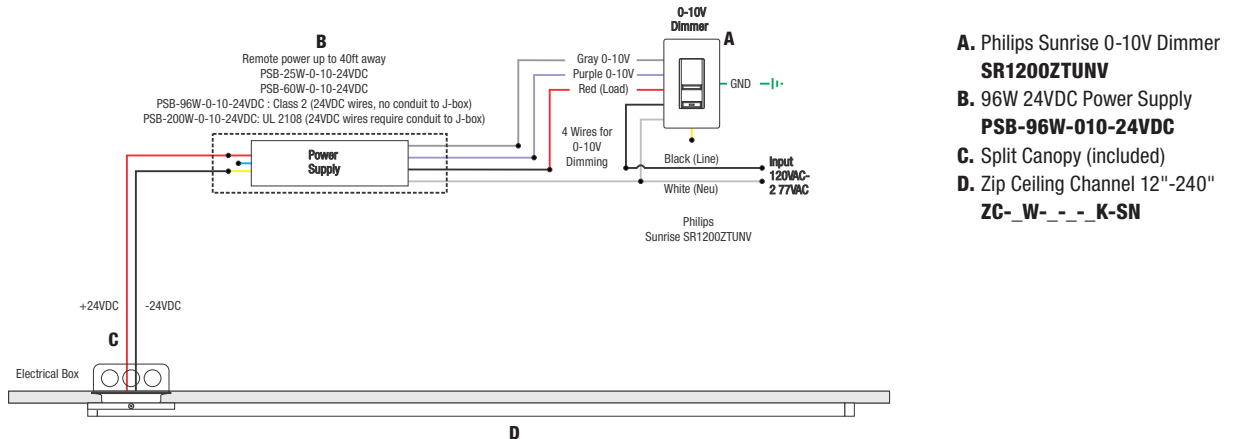 0-10V
Dimmer
A
B
Remote power up to 40ft away
PSB-25W-0-10-24VDC
PSB-60W-0-10-24VDC
PSB-96W-0-10-24VDC : Class 2 (24VDC wires, no conduit to J-box)
PSB-200W-0-10-24VDC: UL 2108 (24VDC wires require conduit to J-box)
Gray 0-10V
Purple 0-10V
Red (Load)
GND
4 Wires for
0-10V
Dimming
Power
Supply
Black (Line)
White (Neu)
Input
120VAC-
2 77VAC
Philips
Sunrise SR1200ZTUNV
+24VDC
-24VDC
C
Electrical Box
D
A. Philips Sunrise 0-10V Dimmer
SR1200ZTUNV
B. 96W 24VDC Power Supply
PSB-96W-010-24VDC
C. Split Canopy (included)
D. Zip Ceiling Channel 12"-240"
ZC-_W-_-_-_K-SN